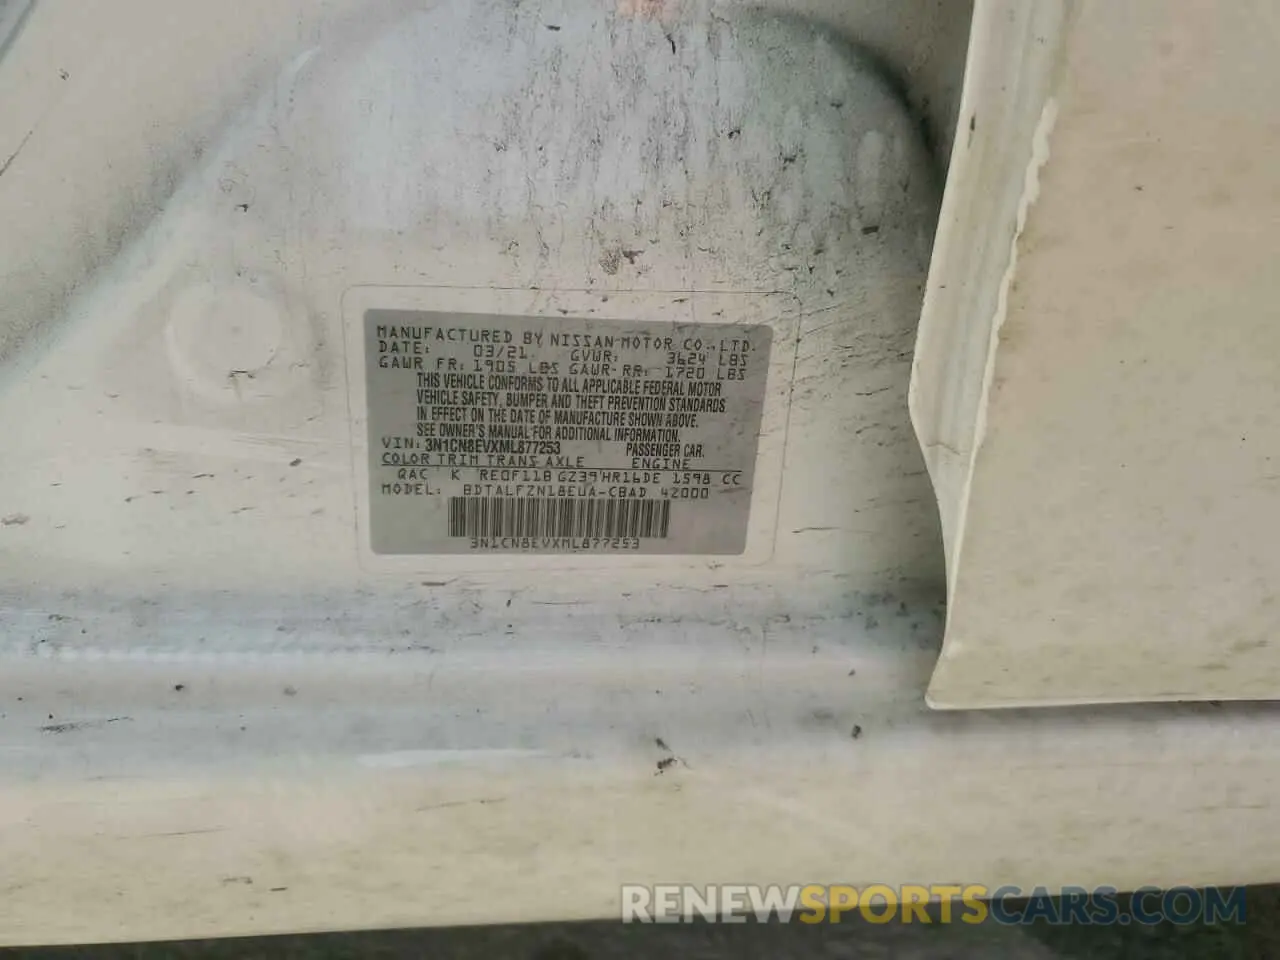 MANUFACTURED BY NISSAN MOTOR CO.,LTD.
DATE: 03/21 GVWR: 3624 LBS
GAWR FR: 1905 LBS GAWR RR: 1720 LBS
THIS VEHICLE CONFORMS TO ALL APPLICABLE FEDERAL MOTOR
VEHICLE SAFETY, BUMPER AND THEFT PREVENTION STANDARDS
IN EFFECT ON THE DATE OF MANUFACTURE SHOWN ABOVE.
SEE OWNER'S MANUAL FOR ADDITIONAL INFORMATION.
VIN: 3N1CN8EVXML877253 PASSENGER CAR.
COLOR TRIM TRANS AXLE ENGINE
QAC K RE0F11B GZ39 HR16DE 1598 CC
MODEL: BDTALFZN18EUA-CBAD 42000
3N1CN8EVXML877253
RENEWSPORTSCARS.COM